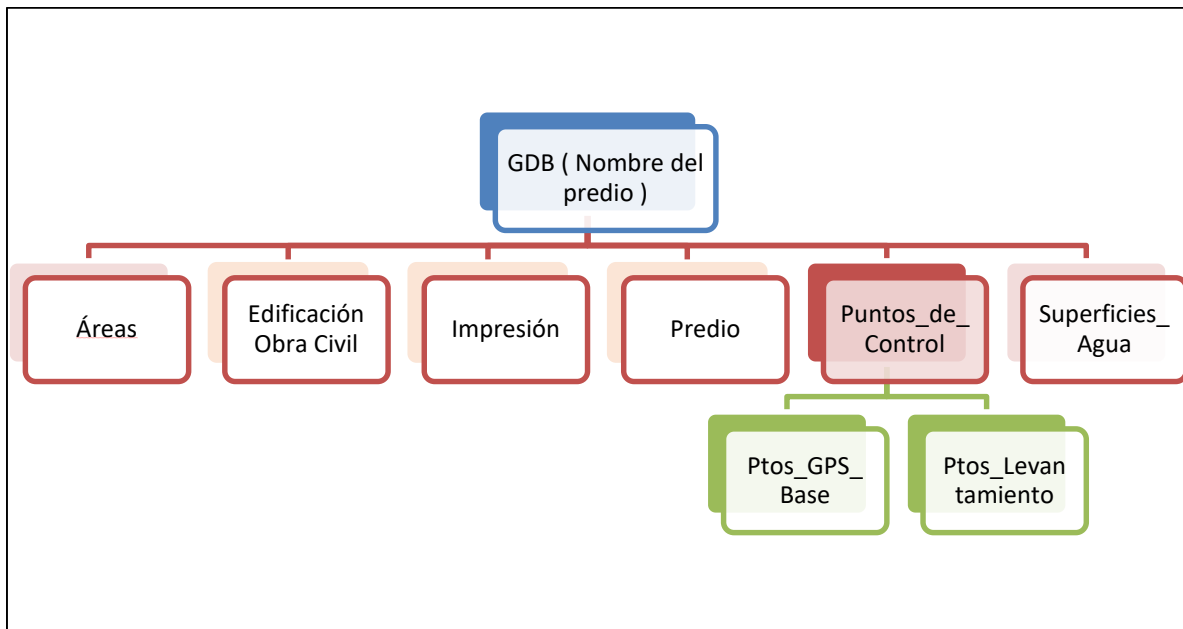 GDB ( Nombre del
predio )
Áreas
Edificación
Obra Civil
Impresión
Predio
Puntos_de_
Control
Superficies_
Agua
Ptos_GPS_
Base
Ptos_Levan
tamiento